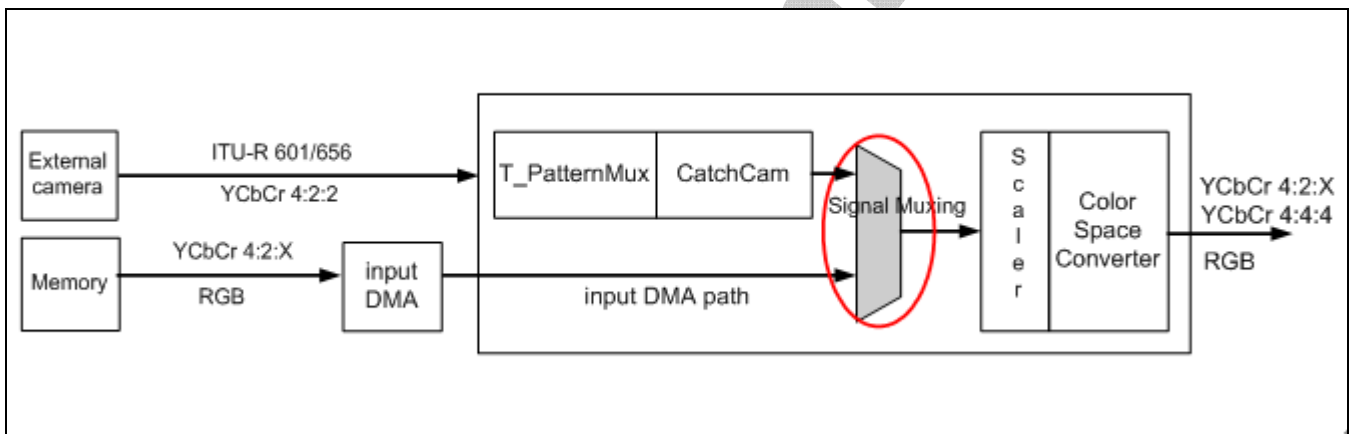 External
camera
ITU-R 601/656
YCbCr 4:2:2
T_PatternMux
CatchCam
Signal Muxing
Scaler
Color
Space
Converter
YCbCr 4:2:X
YCbCr 4:4:4
RGB
Memory
YCbCr 4:2:X
RGB
input
DMA
input DMA path